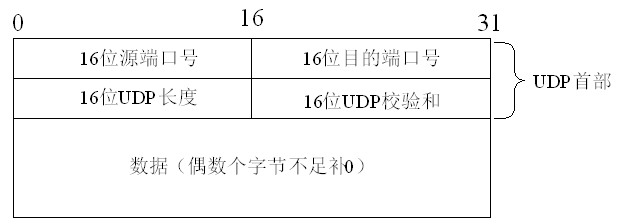 0 16 31
16位源端口号 16位目的端口号
UDP首部
16位UDP长度 16位UDP校验和
数据（偶数个字节不足补0）